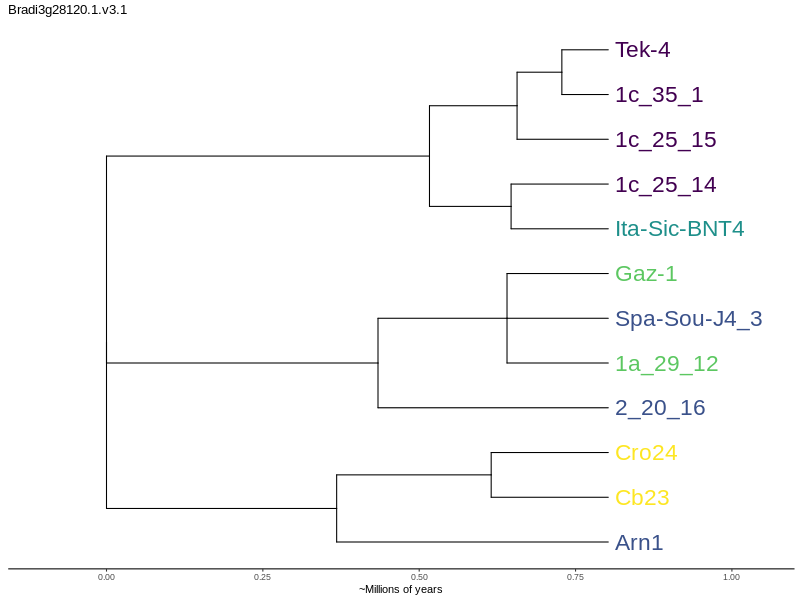 Bradi3g28120.1.v3.1
Tek-4
1c_35_1
1c_25_15
1c_25_14
Ita-Sic-BNT4
Gaz-1
Spa-Sou-J4_3
1a_29_12
2_20_16
Cro24
Cb23
Arn1
0.00 0.25 0.50 0.75 1.00
~Millions of years